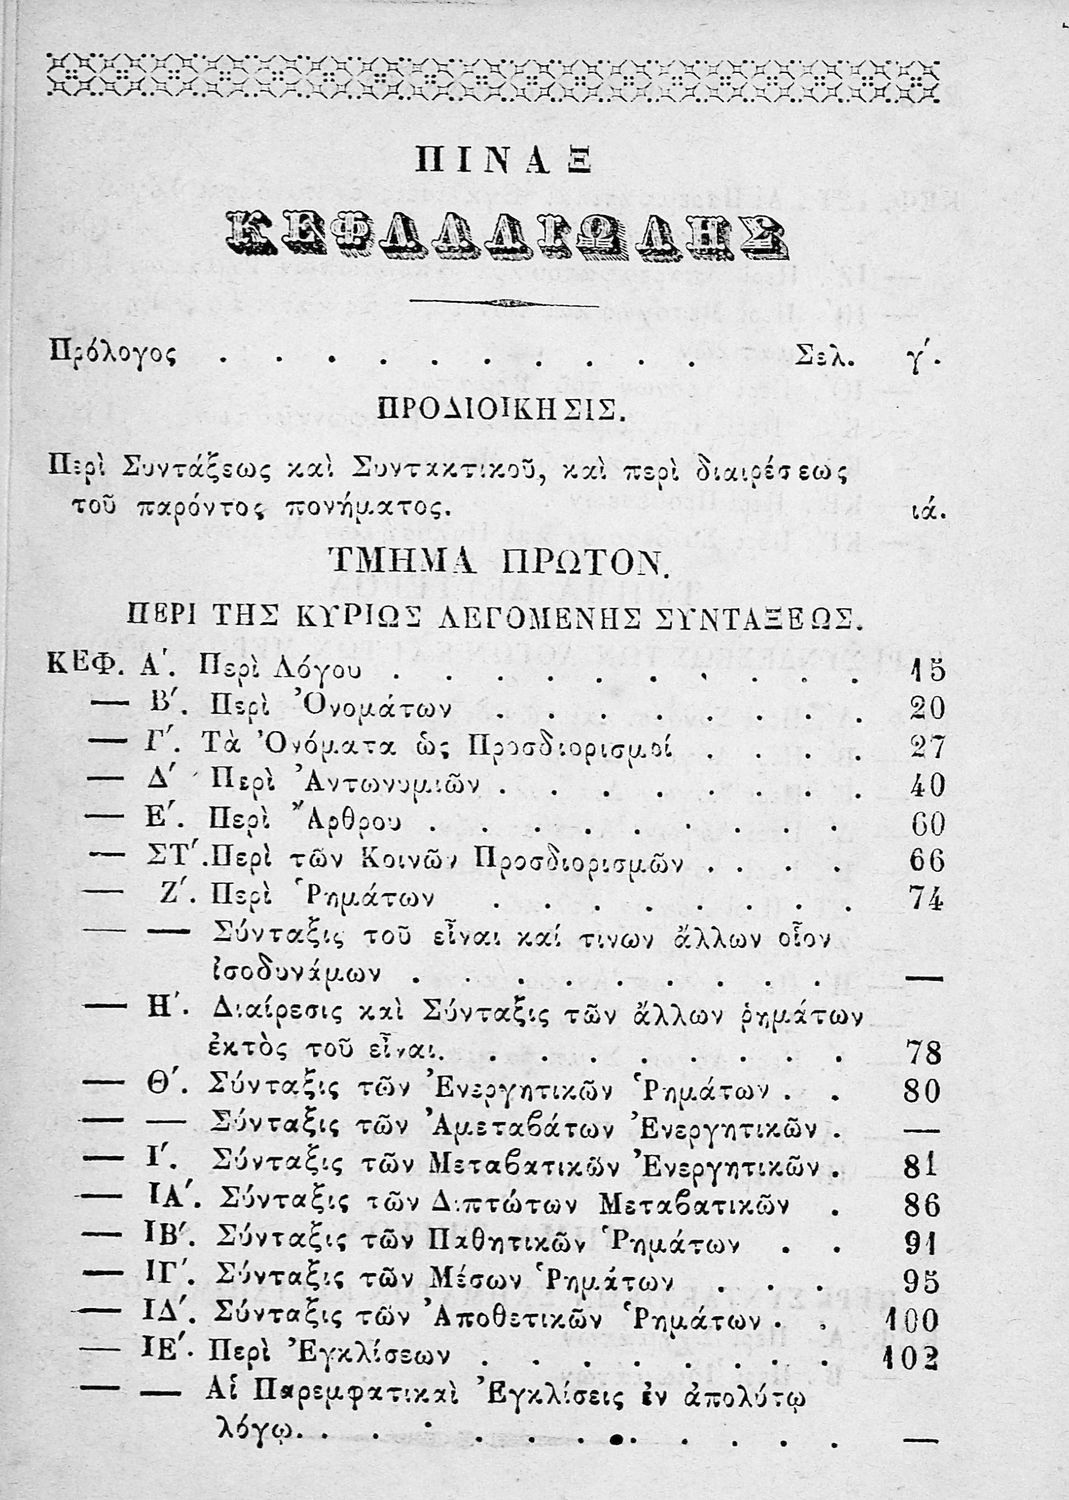 ΠΙΝΑΞ
ΚΕΦΑΛΑΙΩΔΗΣ
Πρόλογος . . . . . . . . . Σελ. γ΄.
ΠΡΟΔΙΟΙΚΗΣΙΣ.
Περὶ Συντάξεως καὶ Συντακτικοῦ, καὶ περὶ διαιρέσεως
τοῦ παρόντος πονήματος. ιά.
ΤΜΗΜΑ ΠΡΩΤΟΝ.
ΠΕΡΙ ΤΗΣ ΚΥΡΙΩΣ ΛΕΓΟΜΕΝΗΣ ΣΥΝΤΑΞΕΩΣ.
ΚΕΦ. Α΄. Περὶ Λόγου . . . . . . . . . 15
— Β΄. Περὶ Ὀνομάτων . . . . . . . 20
— Γ΄. Τὰ Ὀνόματα ὡς Προσδιορισμοί . . . . 27
— Δ΄ Περὶ Ἀντωνυμιῶν . . . . . . . 40
— Ε΄. Περὶ Ἄρθρου . . . . . . . . 60
— ΣΤ΄. Περὶ τῶν Κοινῶν Προσδιορισμῶν . . . . 66
— Ζ΄. Περὶ Ῥημάτων . . . . . . . . 74
— — Σύνταξις τοῦ εἶναι καί τινων ἄλλων οἷον
ἰσοδυνάμων . . . . . . . . . —
— Η΄. Διαίρεσις καὶ Σύνταξις τῶν ἄλλων ῥημάτων
ἐκτὸς τοῦ εἶναι. . . . . . . . . 78
— Θ΄. Σύνταξις τῶν Ἐνεργητικῶν Ῥημάτων . . 80
— — Σύνταξις τῶν Ἀμεταβάτων Ἐνεργητικῶν . —
— Ι΄. Σύνταξις τῶν Μεταβατικῶν Ἐνεργητικῶν . 81
— ΙΑ΄. Σύνταξις τῶν Διπτώτων Μεταβατικῶν . 86
— ΙΒ΄. Σύνταξις τῶν Παθητικῶν Ῥημάτων . . 91
— ΙΓ΄. Σύνταξις τῶν Μέσων Ῥημάτων . . . 95
— ΙΔ΄. Σύνταξις τῶν Ἀποθετικῶν Ῥημάτων . . 100
— ΙΕ΄. Περὶ Ἐγκλίσεων . . . . . . . 102
— — Αἱ Παρεμφατικαὶ Ἐγκλίσεις ἐν ἀπολύτῳ
λόγῳ. . . . . . . . . . . —